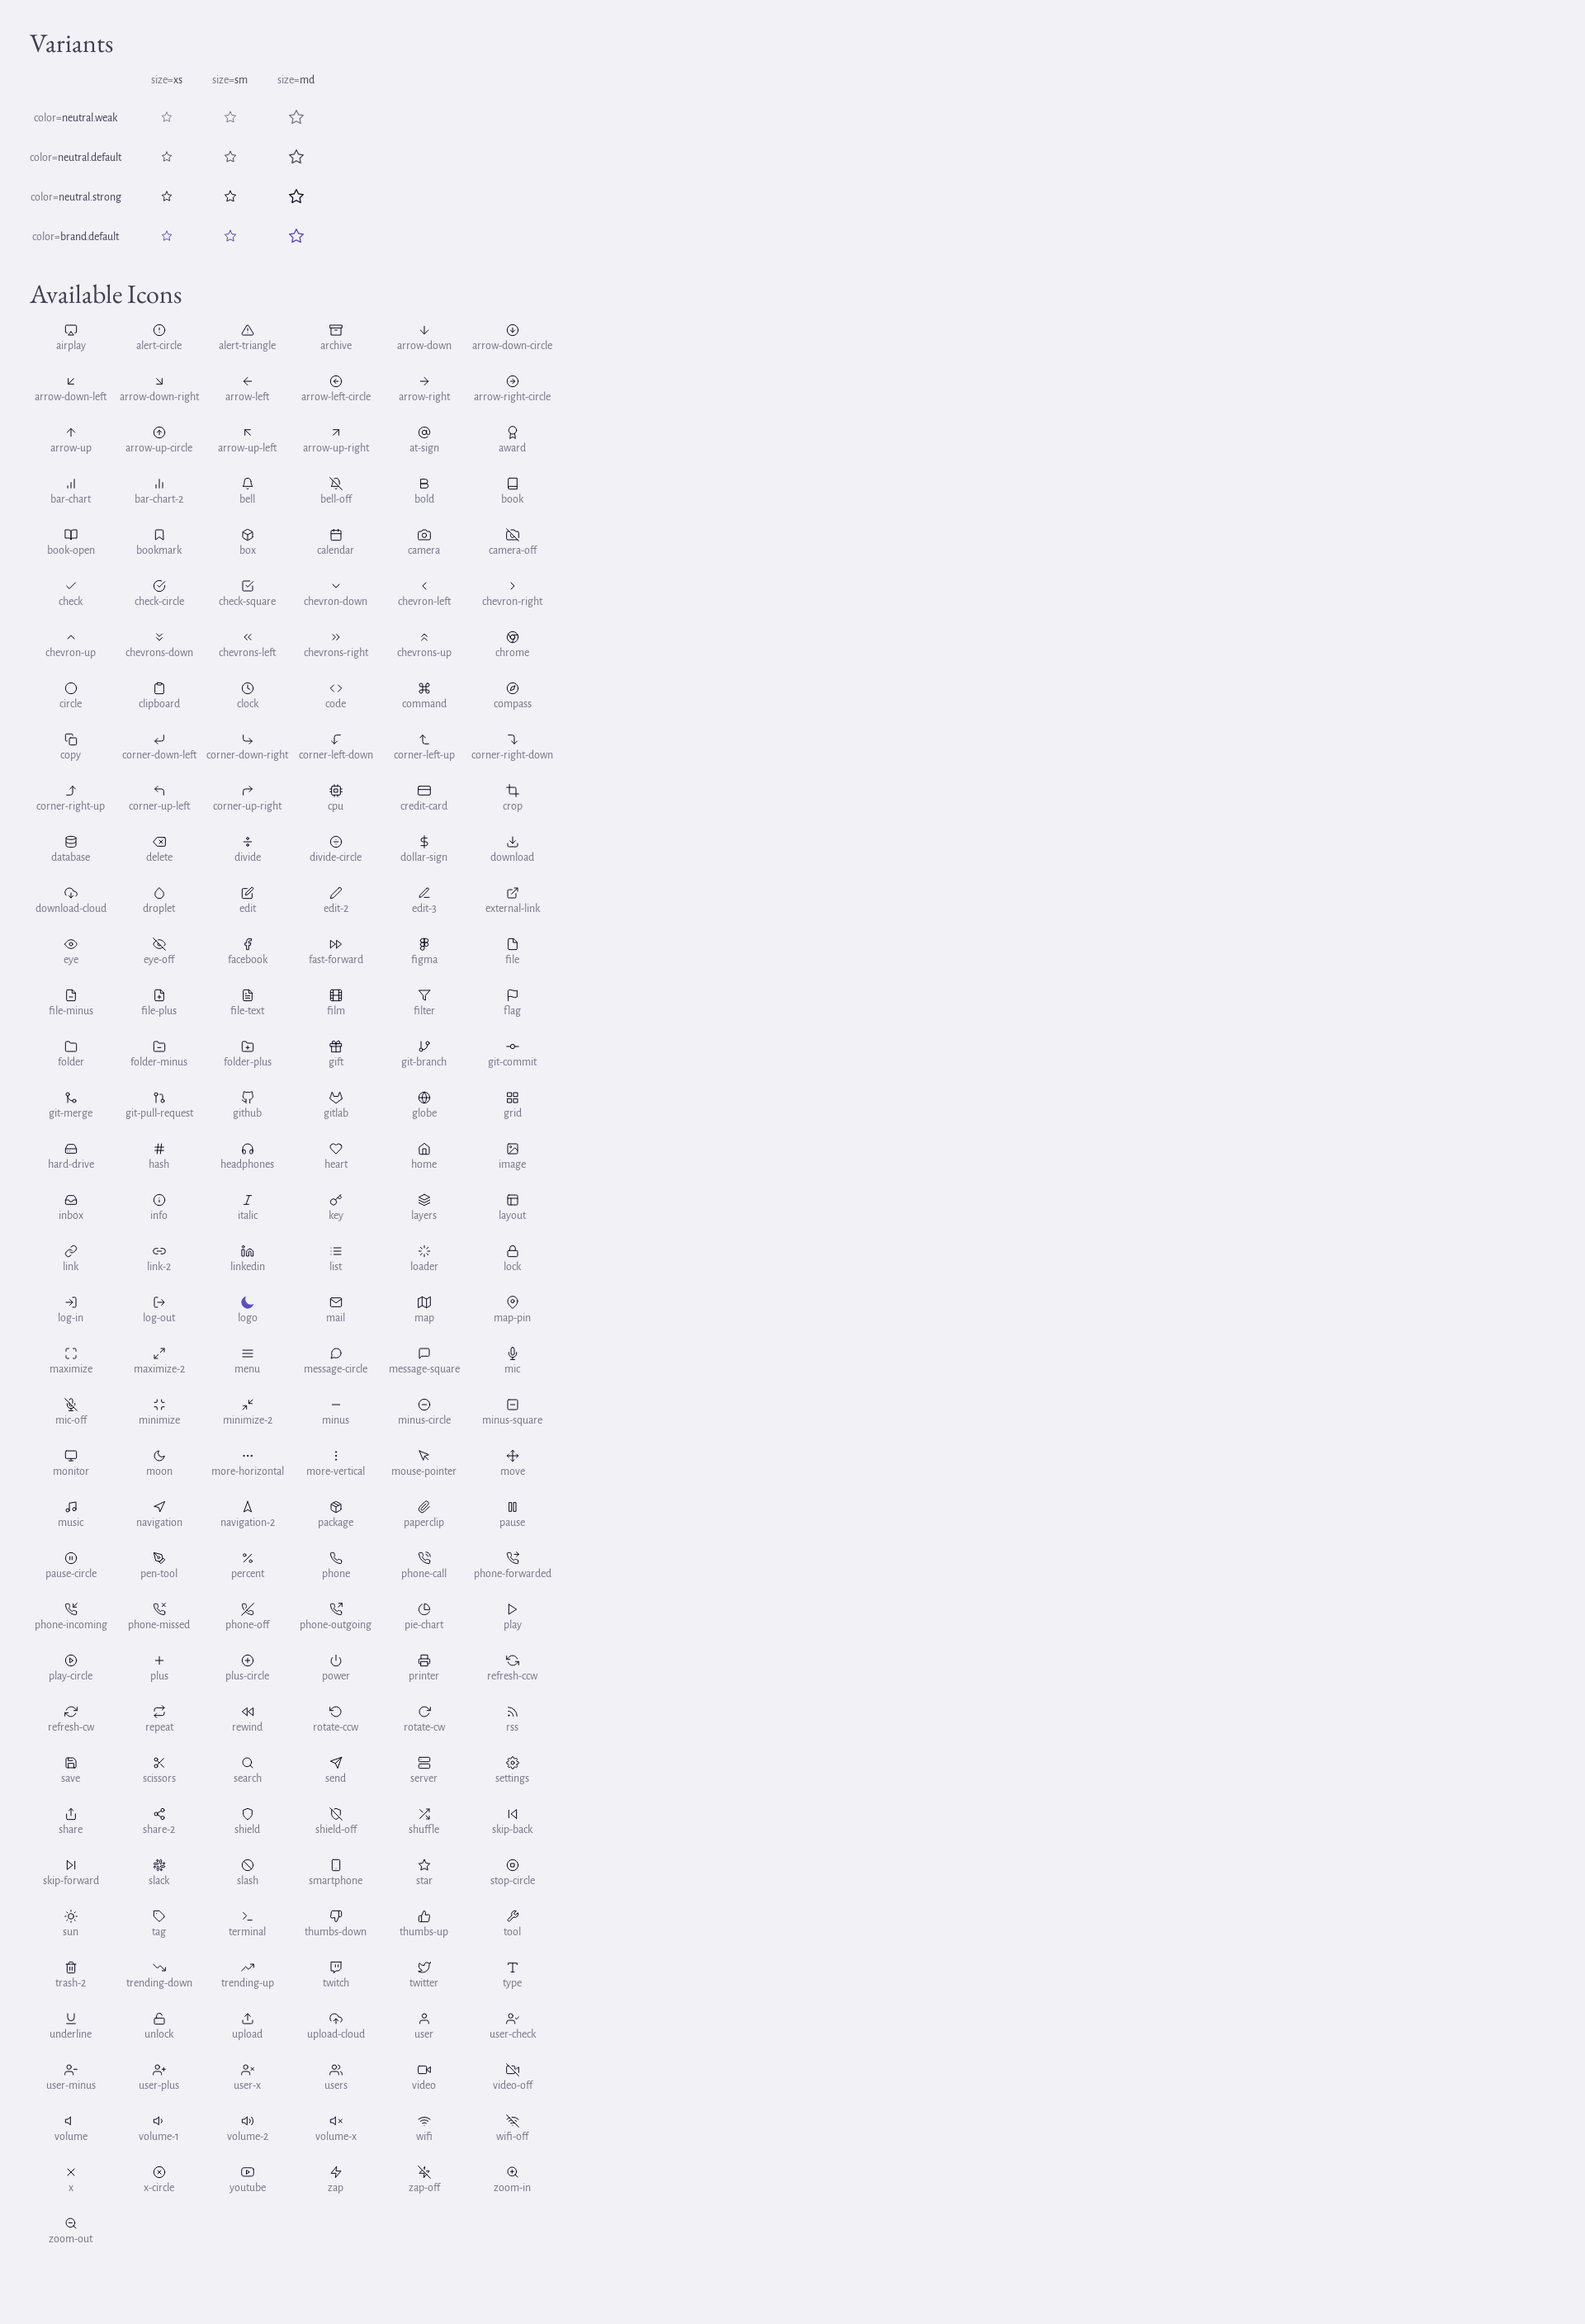 Variants
size=xs size=sm size=md
color=neutral.weak
color=neutral.default
color=neutral.strong
color=brand.default
Available Icons
airplay alert-circle alert-triangle archive arrow-down arrow-down-circle
arrow-down-left arrow-down-right arrow-left arrow-left-circle arrow-right arrow-right-circle
arrow-up arrow-up-circle arrow-up-left arrow-up-right at-sign award
bar-chart bar-chart-2 bell bell-off bold book
book-open bookmark box calendar camera camera-off
check check-circle check-square chevron-down chevron-left chevron-right
chevron-up chevrons-down chevrons-left chevrons-right chevrons-up chrome
circle clipboard clock code command compass
copy corner-down-left corner-down-right corner-left-down corner-left-up corner-right-down
corner-right-up corner-up-left corner-up-right cpu credit-card crop
database delete divide divide-circle dollar-sign download
download-cloud droplet edit edit-2 edit-3 external-link
eye eye-off facebook fast-forward figma file
file-minus file-plus file-text film filter flag
folder folder-minus folder-plus gift git-branch git-commit
git-merge git-pull-request github gitlab globe grid
hard-drive hash headphones heart home image
inbox info italic key layers layout
link link-2 linkedin list loader lock
log-in log-out logo mail map map-pin
maximize maximize-2 menu message-circle message-square mic
mic-off minimize minimize-2 minus minus-circle minus-square
monitor moon more-horizontal more-vertical mouse-pointer move
music navigation navigation-2 package paperclip pause
pause-circle pen-tool percent phone phone-call phone-forwarded
phone-incoming phone-missed phone-off phone-outgoing pie-chart play
play-circle plus plus-circle power printer refresh-ccw
refresh-cw repeat rewind rotate-ccw rotate-cw rss
save scissors search send server settings
share share-2 shield shield-off shuffle skip-back
skip-forward slack slash smartphone star stop-circle
sun tag terminal thumbs-down thumbs-up tool
trash-2 trending-down trending-up twitch twitter type
underline unlock upload upload-cloud user user-check
user-minus user-plus user-x users video video-off
volume volume-1 volume-2 volume-x wifi wifi-off
x x-circle youtube zap zap-off zoom-in
zoom-out